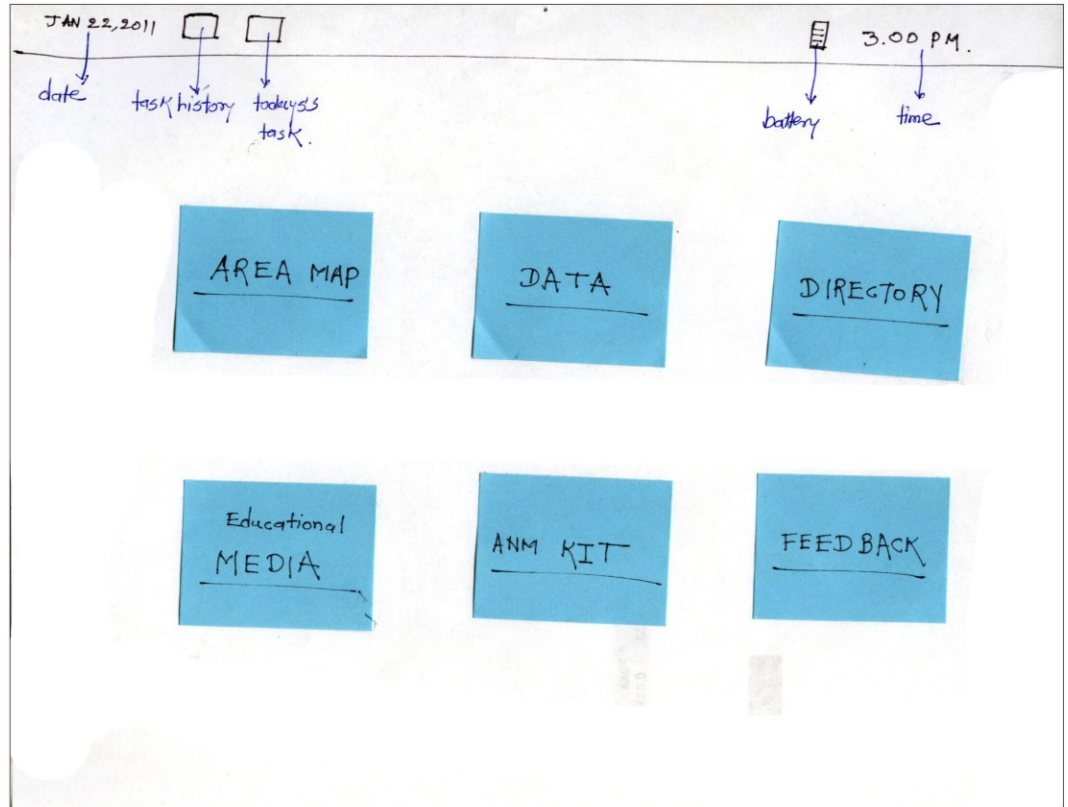 JAN 22, 2011
3.00 PM.
date
task history
todayss
task.
battery
time
AREA MAP
DATA
DIRECTORY
Educational
MEDIA
ANM KIT
FEEDBACK